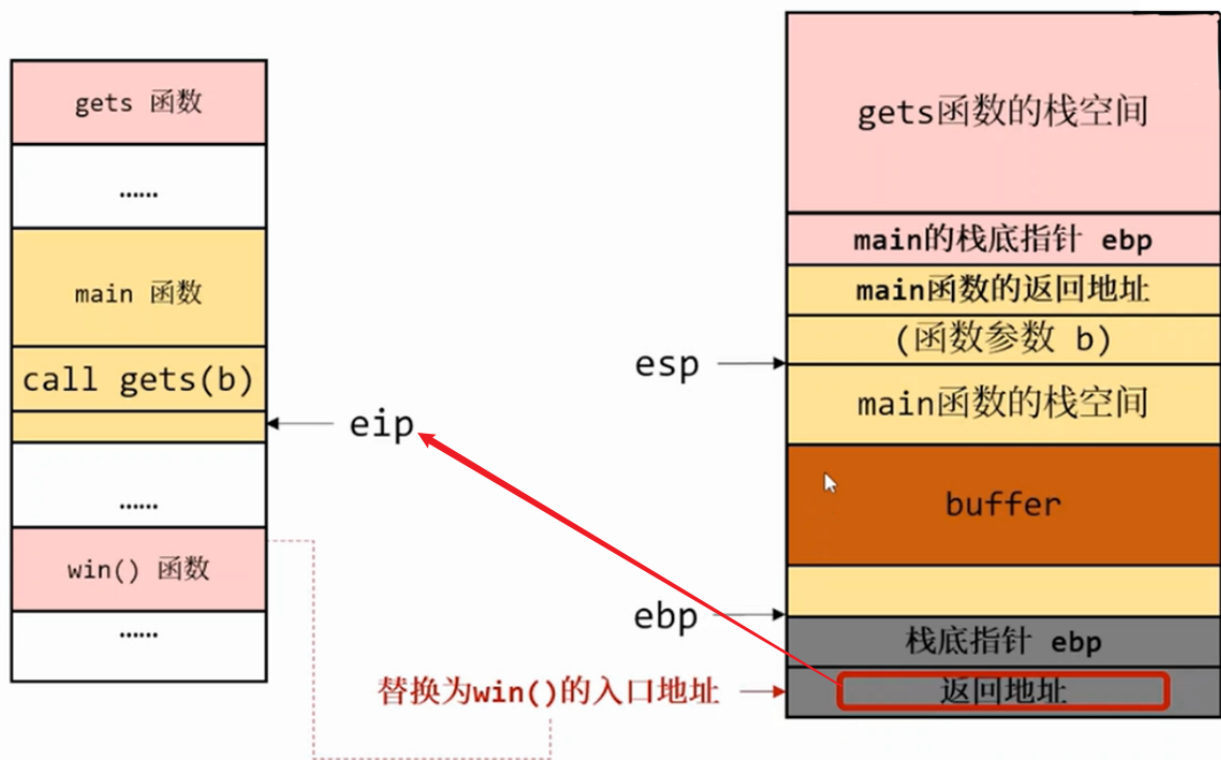 gets 函数
……
main 函数
call gets(b)
……
win() 函数
……
eip
esp
ebp
替换为win()的入口地址
gets函数的栈空间
main的栈底指针 ebp
main函数的返回地址
(函数参数 b)
main函数的栈空间
buffer
栈底指针 ebp
返回地址